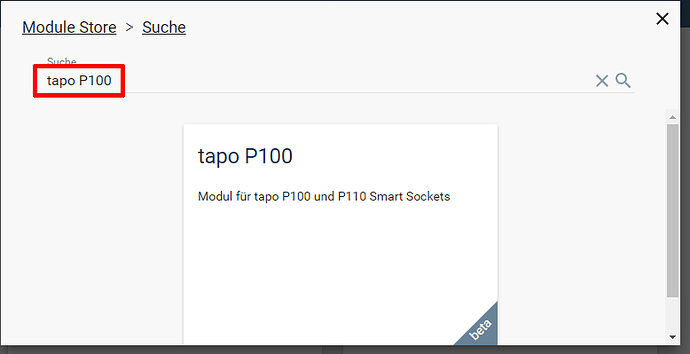 Module Store > Suche
Suche
tapo P100
tapo P100
Modul für tapo P100 und P110 Smart Sockets
beta